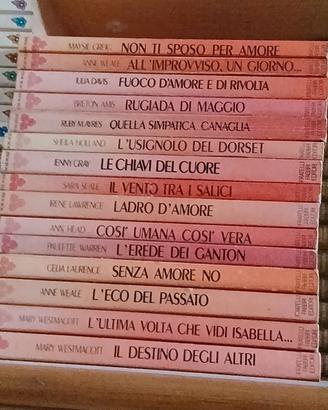 MAYSIE GREIG NON TI SPOSO PER AMORE
ANNE WEALE ALL'IMPROVVISO, UN GIORNO...
JULIA DAVIS FUOCO D'AMORE E DI RIVOLTA
BRETON AMIS RUGIADA DI MAGGIO
RUBY M. AYRES QUELLA SIMPATICA CANAGLIA
SHEILA HOLLAND L'USIGNOLO DEL DORSET
JENNY GRAY LE CHIAVI DEL CUORE
SARA SEALE IL VENTO TRA I SALICI
IRENE LAWRENCE LADRO D'AMORE
ANN HEAD COSI' UMANA COSI' VERA
PAULETTE WARREN L'EREDE DEI GANTON
CELIA LAURENCE SENZA AMORE NO
ANNE WEALE L'ECO DEL PASSATO
MARY WESTMACOTT L'ULTIMA VOLTA CHE VIDI ISABELLA...
MARY WESTMACOTT IL DESTINO DEGLI ALTRI